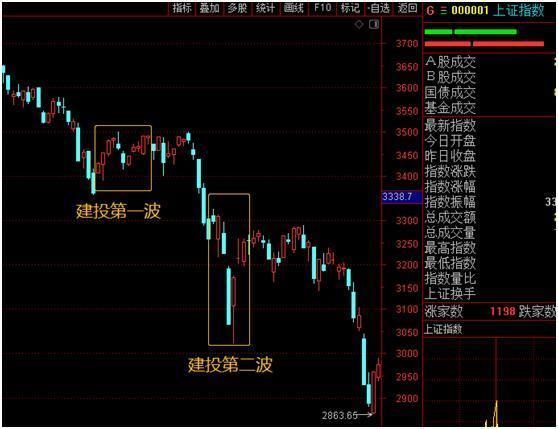 指标 叠加 多股 统计 画线 F10 标记 -自选 返回
G 000001 上证指数
3700
3650
3600
3550
3500
3450
3400
3338.7
3300
3250
3200
3150
3100
3050
3000
2950
2900
建投第一波
建投第二波
2863.65
A股成交
B股成交
国债成交
基金成交
最新指数
今日开盘
昨日收盘
指数涨跌
指数涨幅
指数振幅 33
总成交额
总成交量
最高指数
最低指数
指数量比
上证换手
涨家数 1198 跌家数
上证指数